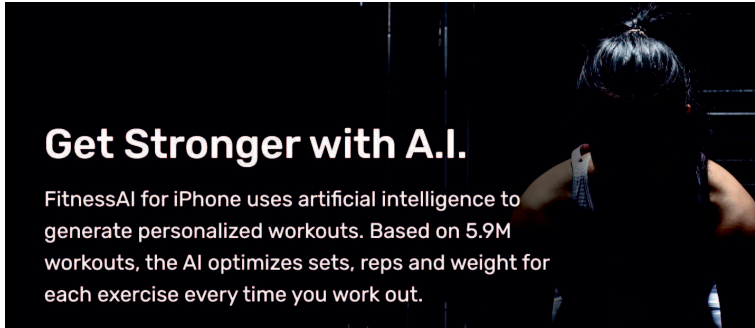 Get Stronger with A.I.
FitnessAI for iPhone uses artificial intelligence to
generate personalized workouts. Based on 5.9M
workouts, the AI optimizes sets, reps and weight for
each exercise every time you work out.